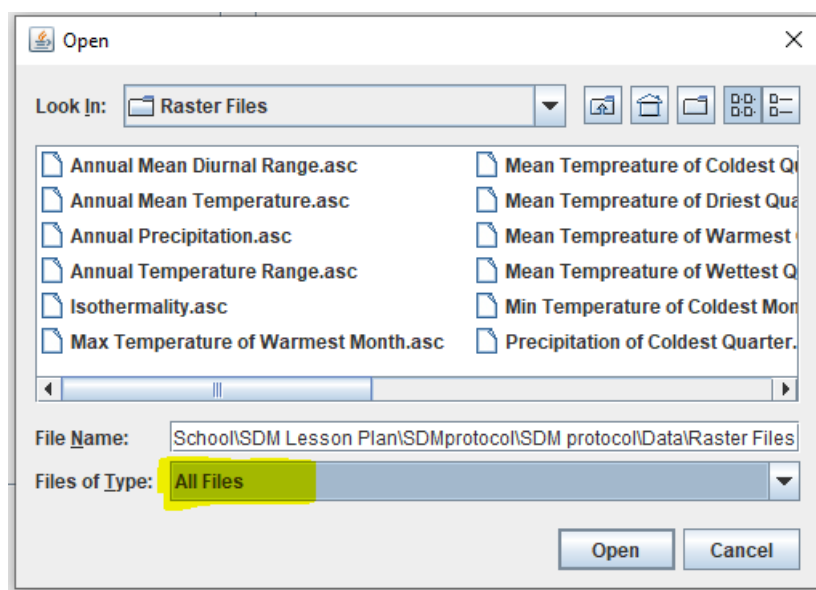 Open
Look In: Raster Files
Annual Mean Diurnal Range.asc
Annual Mean Temperature.asc
Annual Precipitation.asc
Annual Temperature Range.asc
Isothermality.asc
Max Temperature of Warmest Month.asc
Mean Tempreature of Coldest Qu
Mean Tempreature of Driest Qua
Mean Tempreature of Warmest
Mean Tempreature of Wettest Q
Min Temperature of Coldest Mon
Precipitation of Coldest Quarter.
File Name: School\SDM Lesson Plan\SDMprotocol\SDM protocol\Data\Raster Files
Files of Type: All Files
Open Cancel